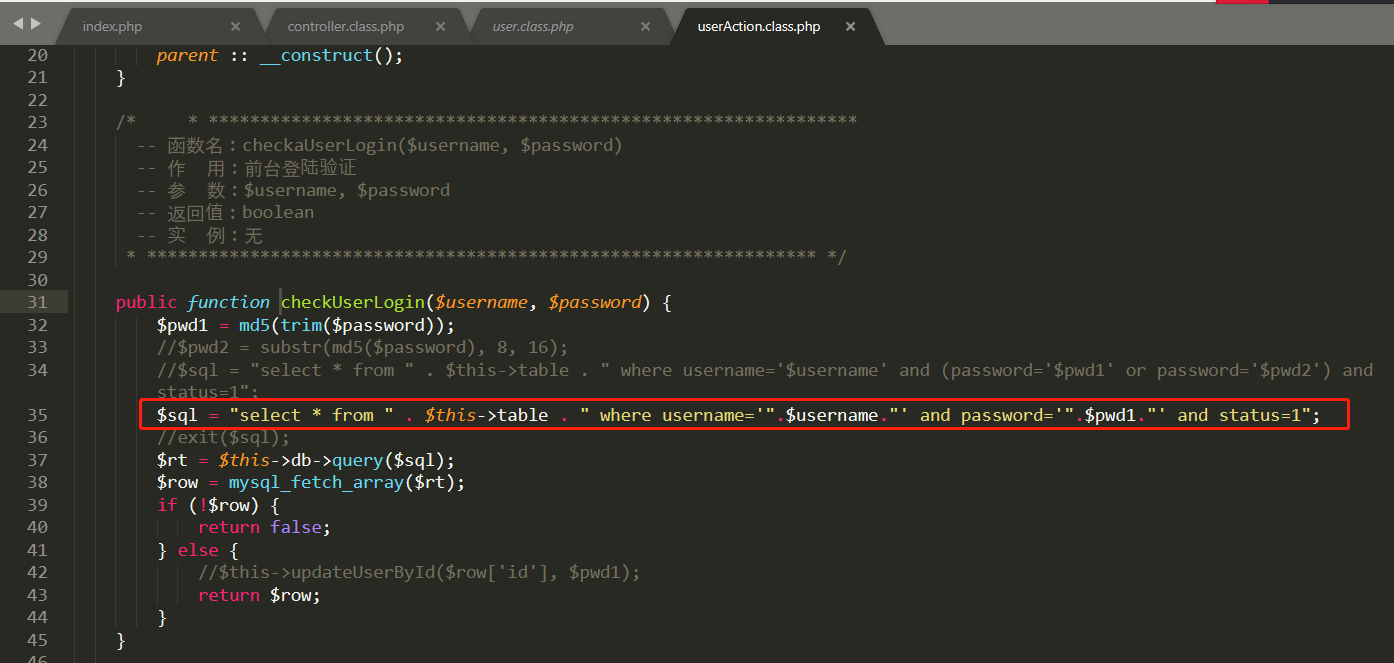 index.php × controller.class.php × user.class.php × userAction.class.php ×
20 parent :: __construct();
21 }
22
23 /* * ***************************************************************
24 -- 函数名：checkaUserLogin($username, $password)
25 -- 作 用：前台登陆验证
26 -- 参 数：$username, $password
27 -- 返回值：boolean
28 -- 实 例：无
29 * ***************************************************************** */
30
31 public function checkUserLogin($username, $password) {
32 $pwd1 = md5(trim($password));
33 //$pwd2 = substr(md5($password), 8, 16);
34 //$sql = "select * from " . $this->table . " where username='$username' and (password='$pwd1' or password='$pwd2') and
status=1";
35 $sql = "select * from " . $this->table . " where username='".$username."' and password='".$pwd1."' and status=1";
36 //exit($sql);
37 $rt = $this->db->query($sql);
38 $row = mysql_fetch_array($rt);
39 if (!$row) {
40 return false;
41 } else {
42 //$this->updateUserById($row['id'], $pwd1);
43 return $row;
44 }
45 }
46